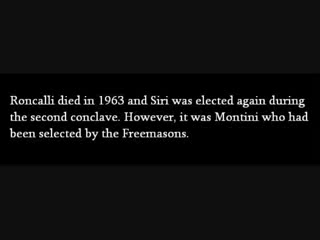 Roncalli died in 1963 and Siri was elected again during
the second conclave. However, it was Montini who had
been selected by the Freemasons.